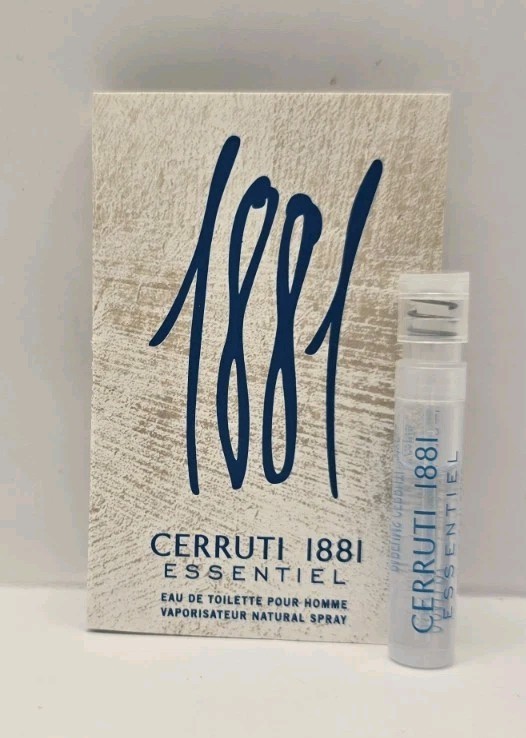 1881
CERRUTI 1881
ESSENTIEL
EAU DE TOILETTE POUR HOMME
VAPORISATEUR NATURAL SPRAY
CERRUTI 1881
ESSENTIEL